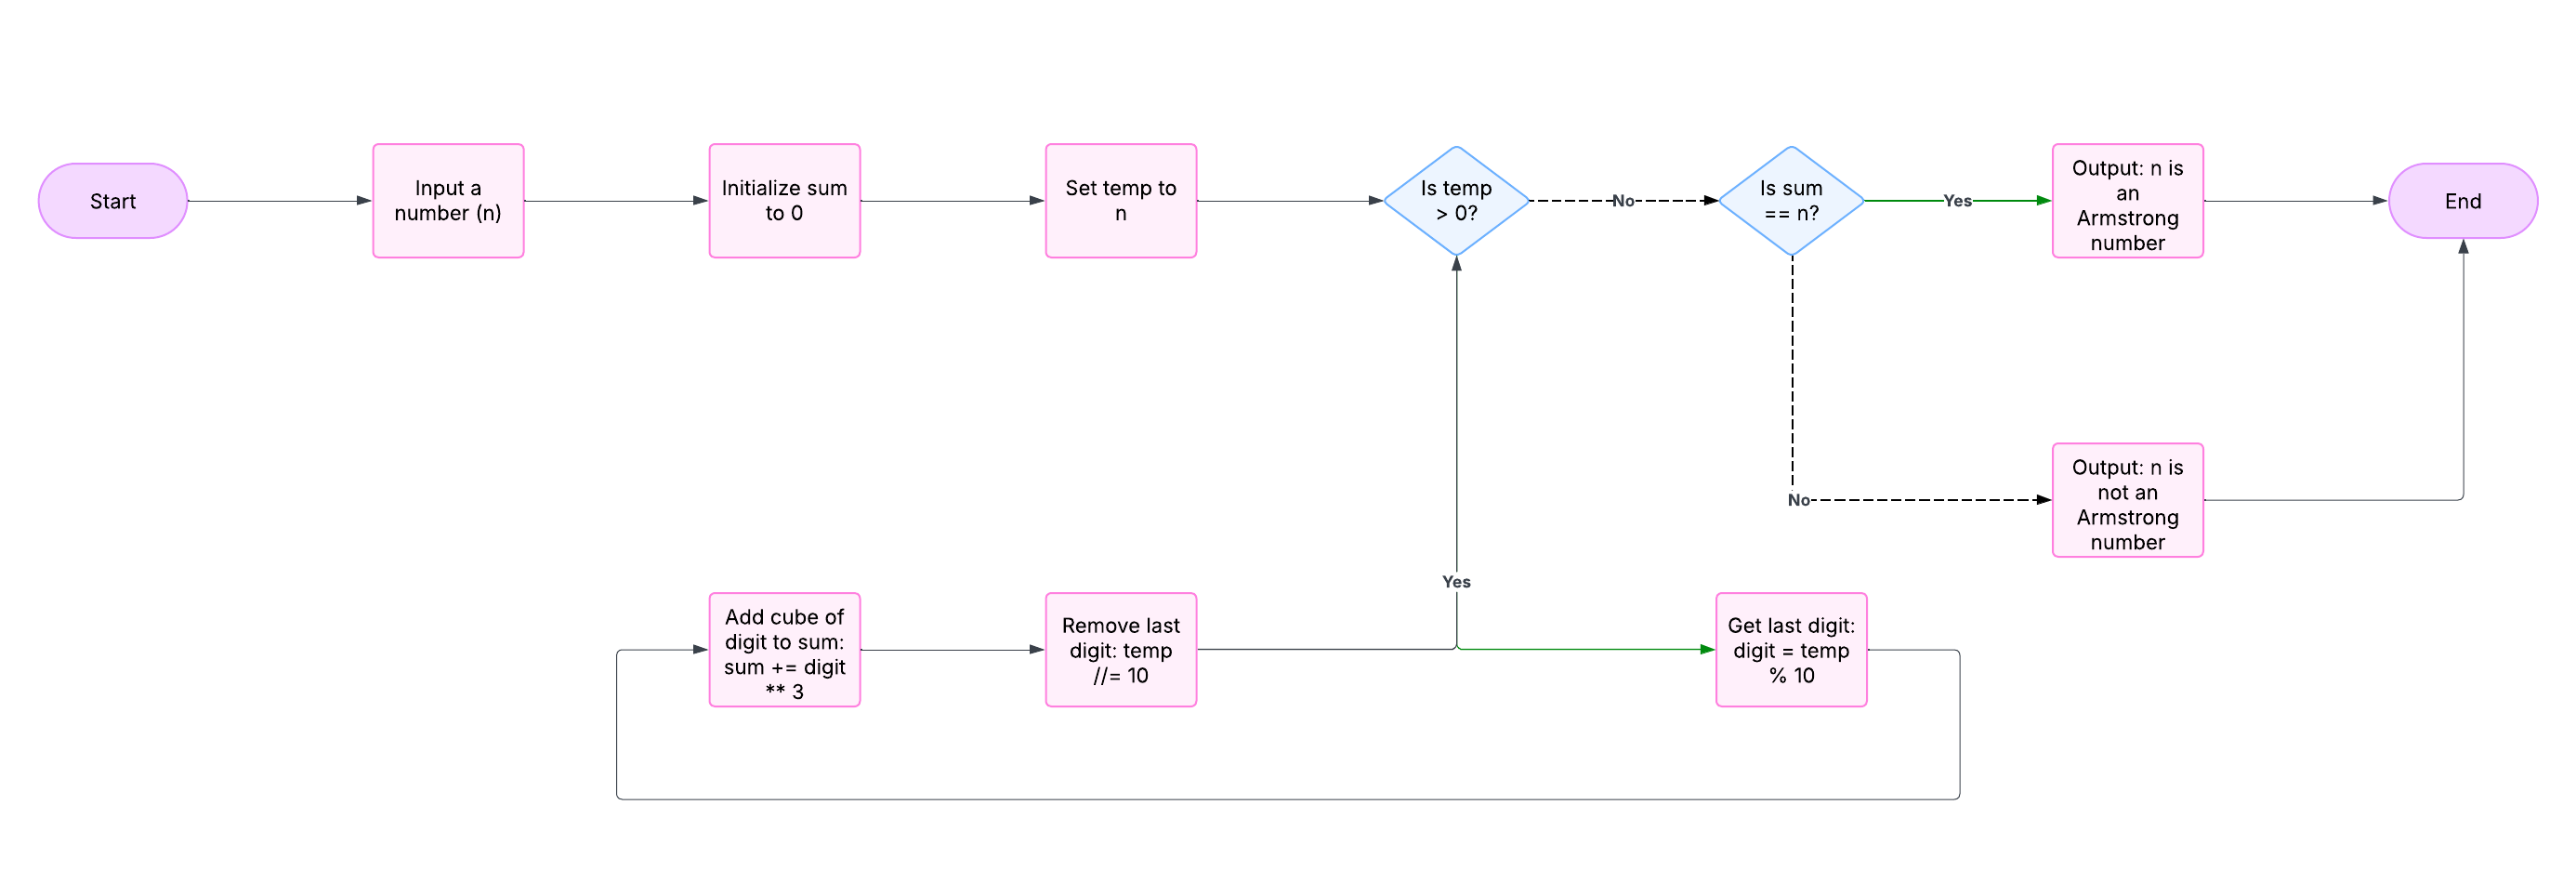 Start
Input a
number (n)
Initialize sum
to 0
Set temp to
n
Is temp
> 0?
No
Is sum
== n?
Yes
Output: n is
an
Armstrong
number
End
No
Output: n is
not an
Armstrong
number
Yes
Add cube of
digit to sum:
sum += digit
** 3
Remove last
digit: temp
//= 10
Get last digit:
digit = temp
% 10